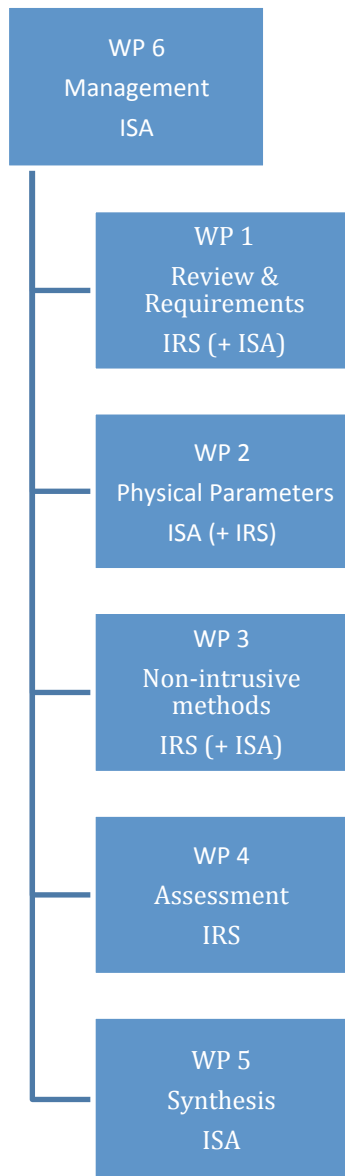 WP 6
Management
ISA
WP 1
Review &
Requirements
IRS (+ ISA)
WP 2
Physical Parameters
ISA (+ IRS)
WP 3
Non-intrusive
methods
IRS (+ ISA)
WP 4
Assessment
IRS
WP 5
Synthesis
ISA